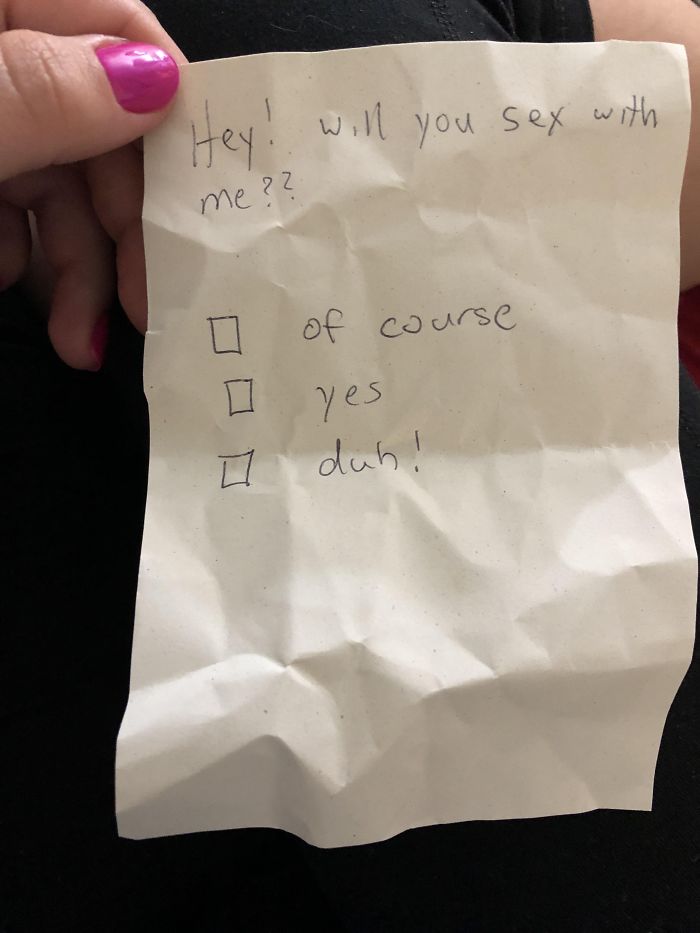 Hey! will you sex with
me??
of course
yes
duh!